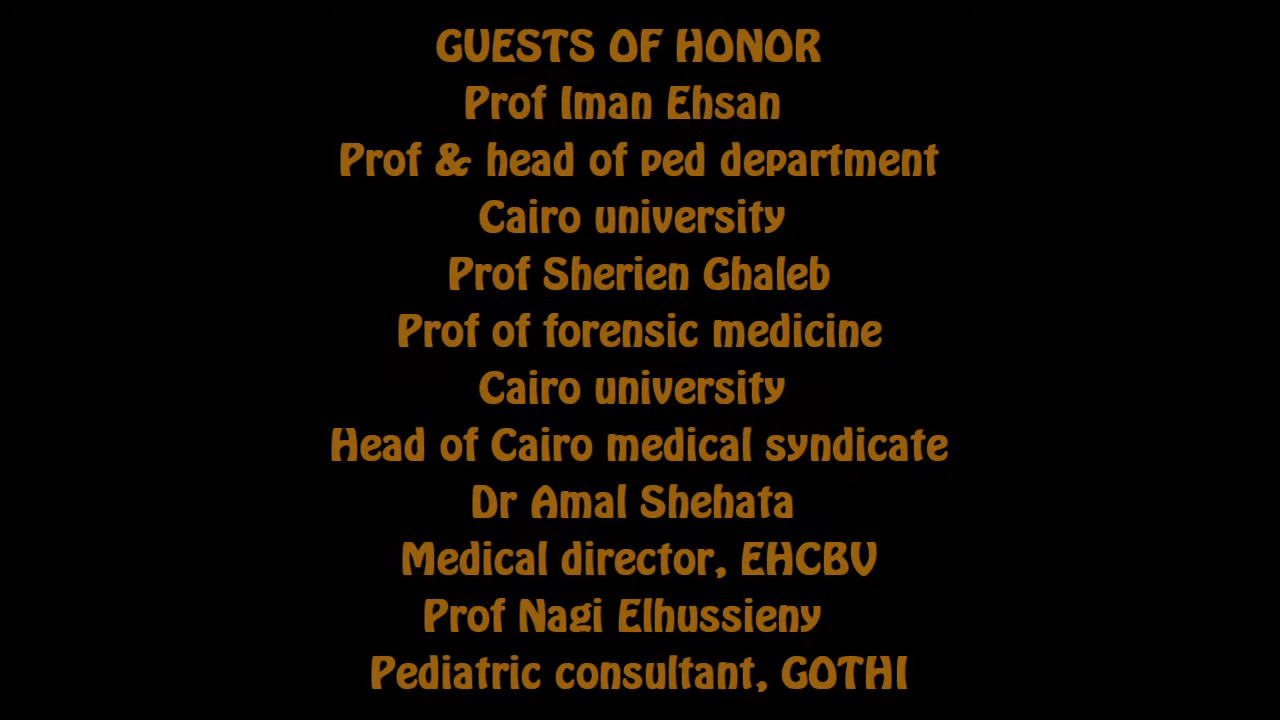 GUESTS OF HONOR
Prof Iman Ehsan
Prof & head of ped department
Cairo university
Prof Sherien Ghaleb
Prof of forensic medicine
Cairo university
Head of Cairo medical syndicate
Dr Amal Shehata
Medical director, EHCBV
Prof Nagi Elhussieny
Pediatric consultant, GOTHI